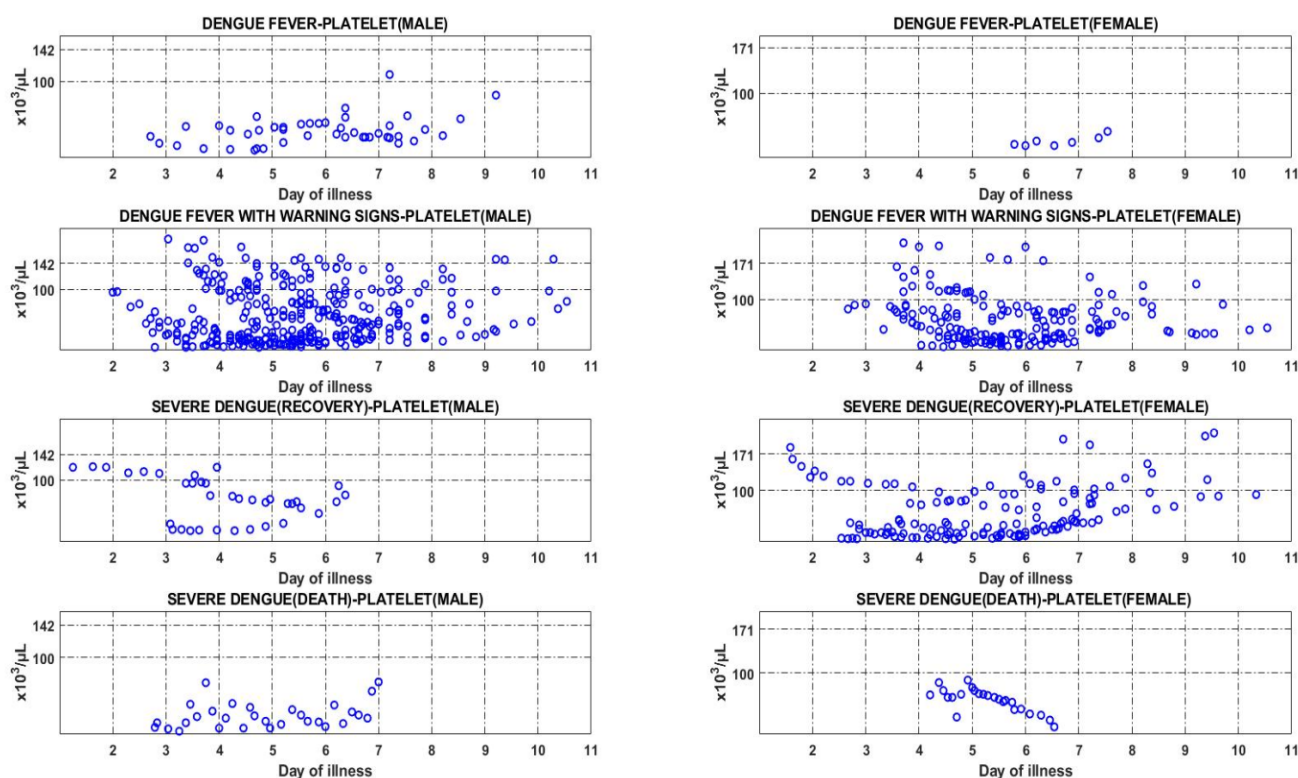 DENGUE FEVER-PLATELET(MALE)
142
100
x10³/µL
2 3 4 5 6 7 8 9 10 11
Day of illness
DENGUE FEVER-PLATELET(FEMALE)
171
100
x10³/µL
2 3 4 5 6 7 8 9 10 11
Day of illness
DENGUE FEVER WITH WARNING SIGNS-PLATELET(MALE)
142
100
x10³/µL
2 3 4 5 6 7 8 9 10 11
Day of illness
DENGUE FEVER WITH WARNING SIGNS-PLATELET(FEMALE)
171
100
x10³/µL
2 3 4 5 6 7 8 9 10 11
Day of illness
SEVERE DENGUE(RECOVERY)-PLATELET(MALE)
142
100
x10³/µL
2 3 4 5 6 7 8 9 10 11
Day of illness
SEVERE DENGUE(RECOVERY)-PLATELET(FEMALE)
171
100
x10³/µL
2 3 4 5 6 7 8 9 10 11
Day of illness
SEVERE DENGUE(DEATH)-PLATELET(MALE)
142
100
x10³/µL
2 3 4 5 6 7 8 9 10 11
Day of illness
SEVERE DENGUE(DEATH)-PLATELET(FEMALE)
171
100
x10³/µL
2 3 4 5 6 7 8 9 10 11
Day of illness